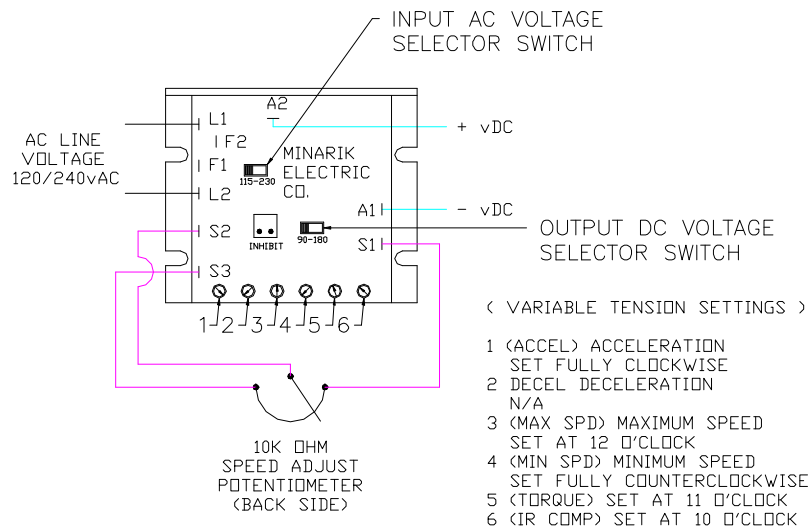 INPUT AC VOLTAGE
SELECTOR SWITCH
A2
L1
F2
+ vDC
AC LINE
VOLTAGE
120/240vAC
F1
MINARIK
ELECTRIC
CO.
115-230
L2
A1
- vDC
S2
INHIBIT
90-180
S1
OUTPUT DC VOLTAGE
SELECTOR SWITCH
S3
1 2 3 4 5 6
( VARIABLE TENSION SETTINGS )
1 (ACCEL) ACCELERATION
SET FULLY CLOCKWISE
2 DECEL DECELERATION
N/A
3 (MAX SPD) MAXIMUM SPEED
SET AT 12 O'CLOCK
4 (MIN SPD) MINIMUM SPEED
SET FULLY COUNTERCLOCKWISE
5 (TORQUE) SET AT 11 O'CLOCK
6 (IR COMP) SET AT 10 O'CLOCK
10K OHM
SPEED ADJUST
POTENTIOMETER
(BACK SIDE)